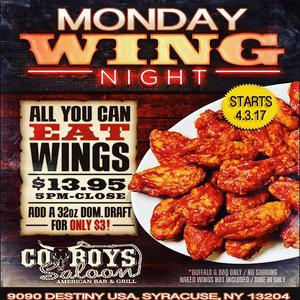 MONDAY
WING
NIGHT
STARTS
4.3.17
ALL YOU CAN
EAT
WINGS
$13.95
5PM-CLOSE
ADD A 32oz DOM. DRAFT
FOR ONLY $3!
COWBOYS
Saloon
AMERICAN BAR & GRILL
*BUFFALO & BBQ ONLY / NO SHARING
NAKED WINGS NOT INCLUDED / DINE IN ONLY
9090 DESTINY USA. SYRACUSE, NY 13204